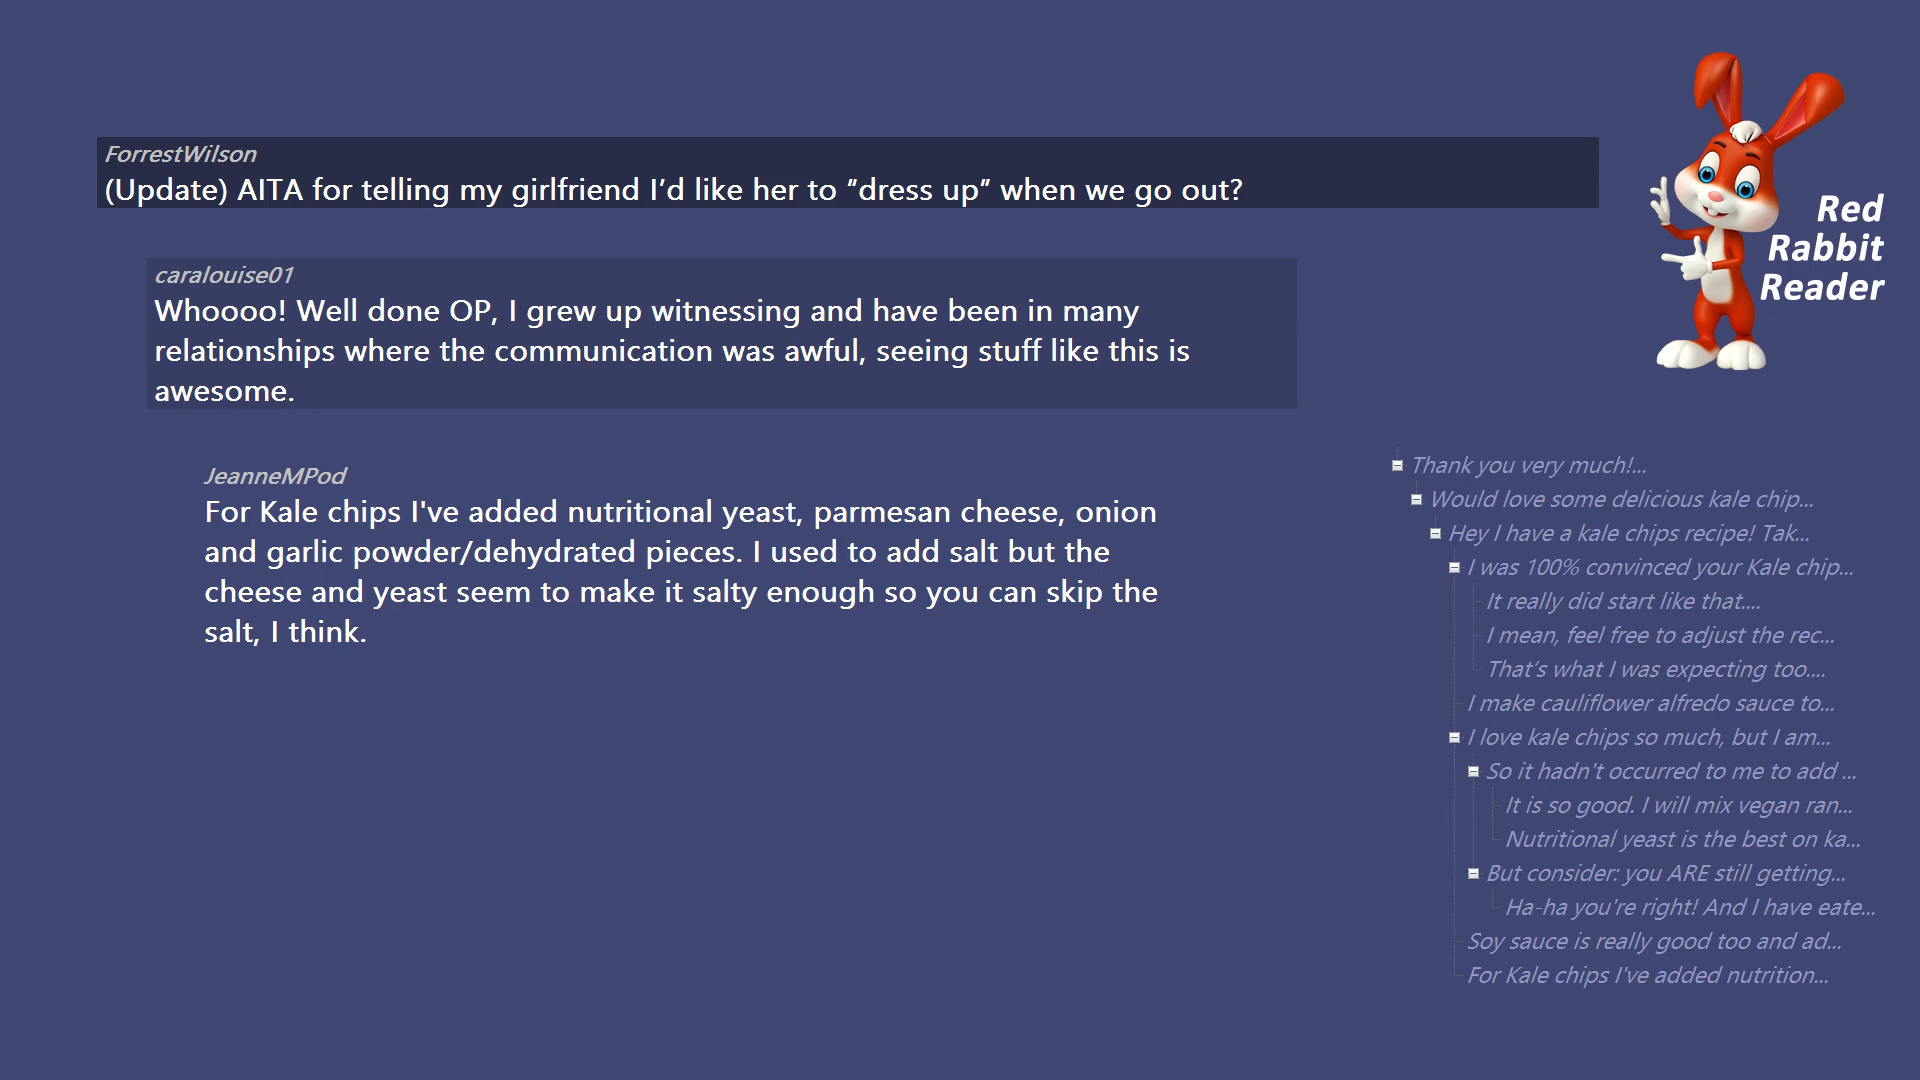 ForrestWilson
(Update) AITA for telling my girlfriend I’d like her to “dress up” when we go out?
caralouise01
Whoooo! Well done OP, I grew up witnessing and have been in many
relationships where the communication was awful, seeing stuff like this is
awesome.
JeanneMPod
For Kale chips I've added nutritional yeast, parmesan cheese, onion
and garlic powder/dehydrated pieces. I used to add salt but the
cheese and yeast seem to make it salty enough so you can skip the
salt, I think.
Red
Rabbit
Reader
Thank you very much!...
Would love some delicious kale chip...
Hey I have a kale chips recipe! Tak...
I was 100% convinced your Kale chip...
It really did start like that....
I mean, feel free to adjust the rec...
That’s what I was expecting too....
I make cauliflower alfredo sauce to...
I love kale chips so much, but I am...
So it hadn't occurred to me to add ...
It is so good. I will mix vegan ran...
Nutritional yeast is the best on ka...
But consider: you ARE still getting...
Ha-ha you're right! And I have eate...
Soy sauce is really good too and ad...
For Kale chips I've added nutrition...